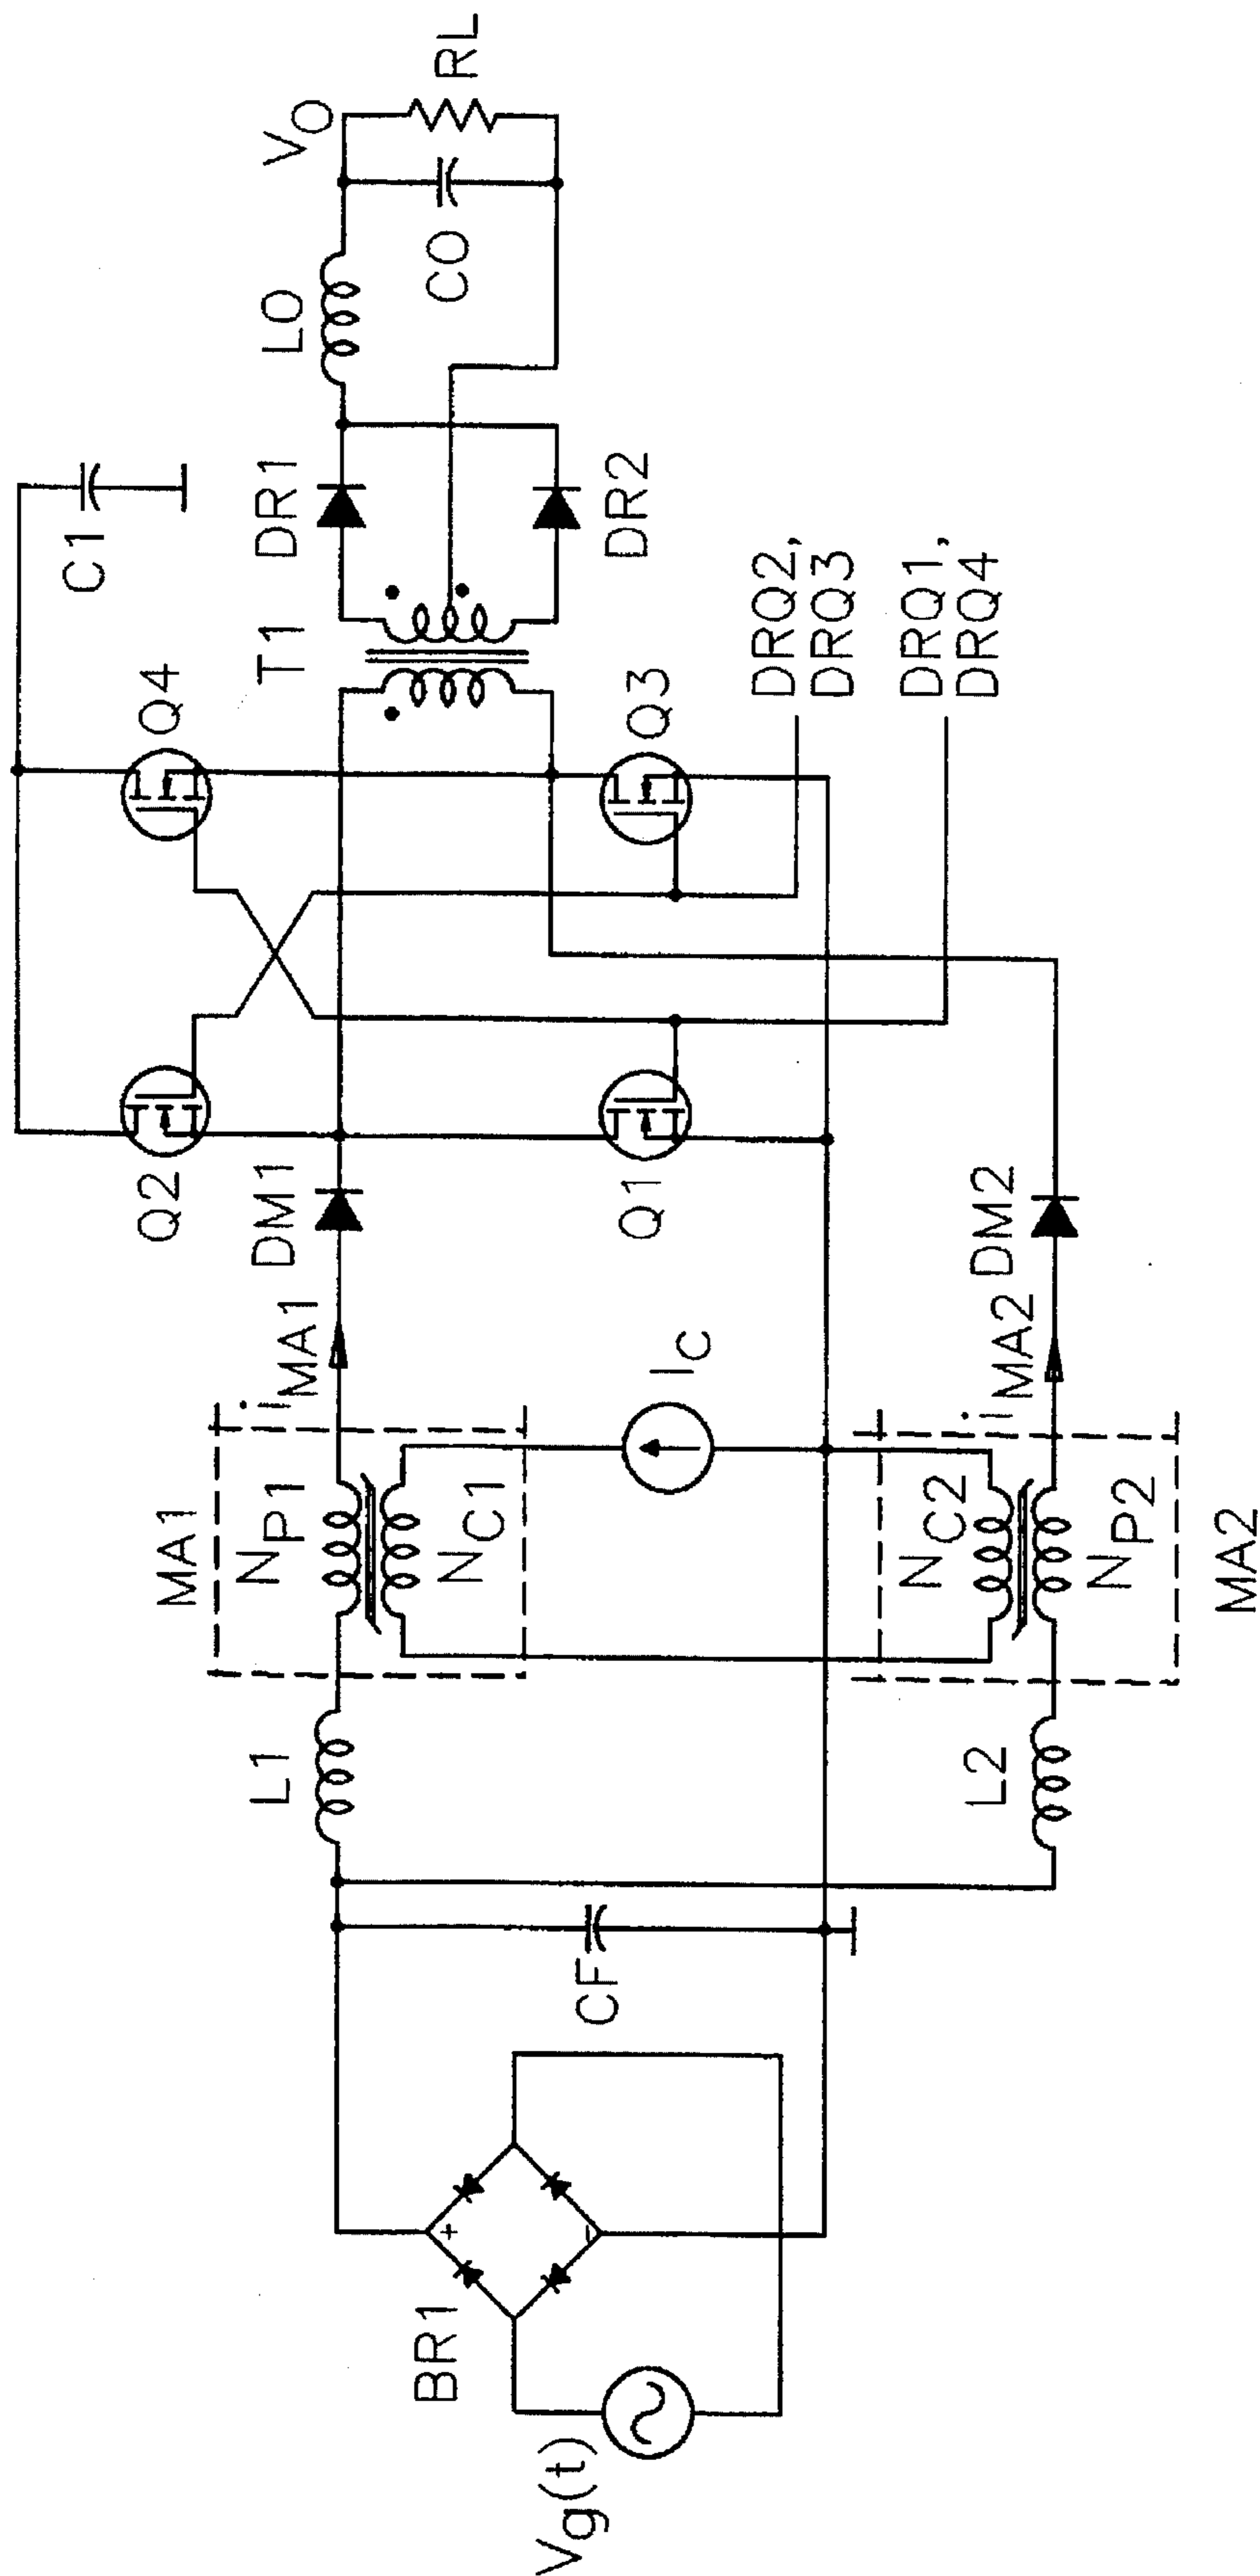 C1
Q2
Q4
DM1
T1
DR1
LO
VO
MA1
NP1
iMA1
L1
NC1
IC
Q1
Q3
DR2
CO
RL
BR1
+
–
Vg(t)
CF
DRQ2,
DRQ3
DRQ1,
DRQ4
NC2
L2
NP2
iMA2
DM2
MA2